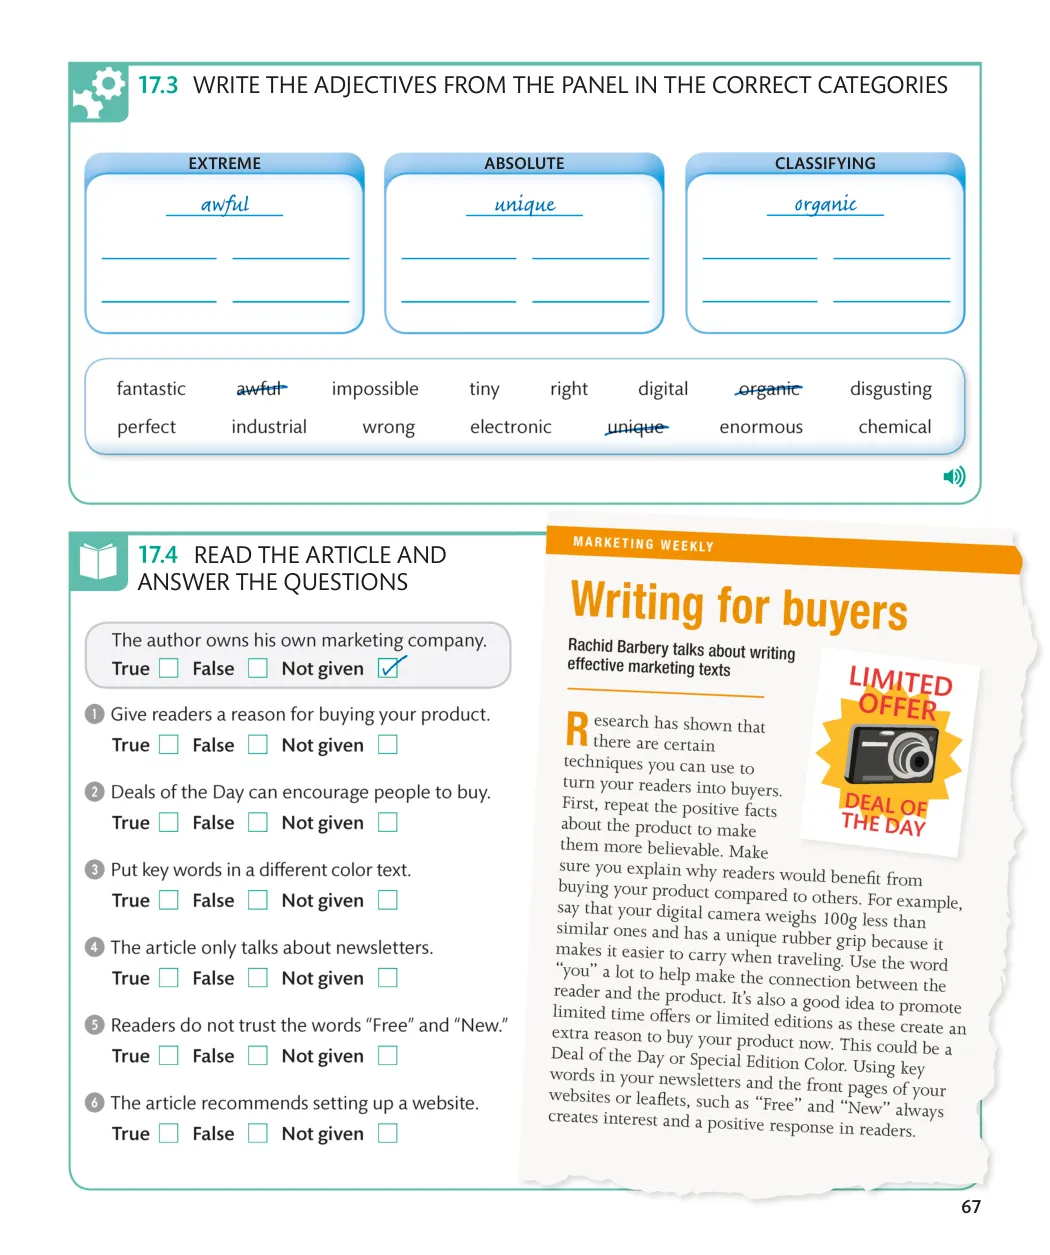 17.3 WRITE THE ADJECTIVES FROM THE PANEL IN THE CORRECT CATEGORIES
EXTREME
awful
ABSOLUTE
unique
CLASSIFYING
organic
fantastic awful impossible tiny right digital organic disgusting
perfect industrial wrong electronic unique enormous chemical
17.4 READ THE ARTICLE AND
ANSWER THE QUESTIONS
The author owns his own marketing company.
True False Not given
1 Give readers a reason for buying your product.
True False Not given
2 Deals of the Day can encourage people to buy.
True False Not given
3 Put key words in a different color text.
True False Not given
4 The article only talks about newsletters.
True False Not given
5 Readers do not trust the words “Free” and “New.”
True False Not given
6 The article recommends setting up a website.
True False Not given
MARKETING WEEKLY
Writing for buyers
Rachid Barbery talks about writing
effective marketing texts
LIMITED
OFFER
DEAL OF
THE DAY
Research has shown that
there are certain
techniques you can use to
turn your readers into buyers.
First, repeat the positive facts
about the product to make
them more believable. Make
sure you explain why readers would benefit from
buying your product compared to others. For example,
say that your digital camera weighs 100g less than
similar ones and has a unique rubber grip because it
makes it easier to carry when traveling. Use the word
“you” a lot to help make the connection between the
reader and the product. It’s also a good idea to promote
limited time offers or limited editions as these create an
extra reason to buy your product now. This could be a
Deal of the Day or Special Edition Color. Using key
words in your newsletters and the front pages of your
websites or leaflets, such as “Free” and “New” always
creates interest and a positive response in readers.
67